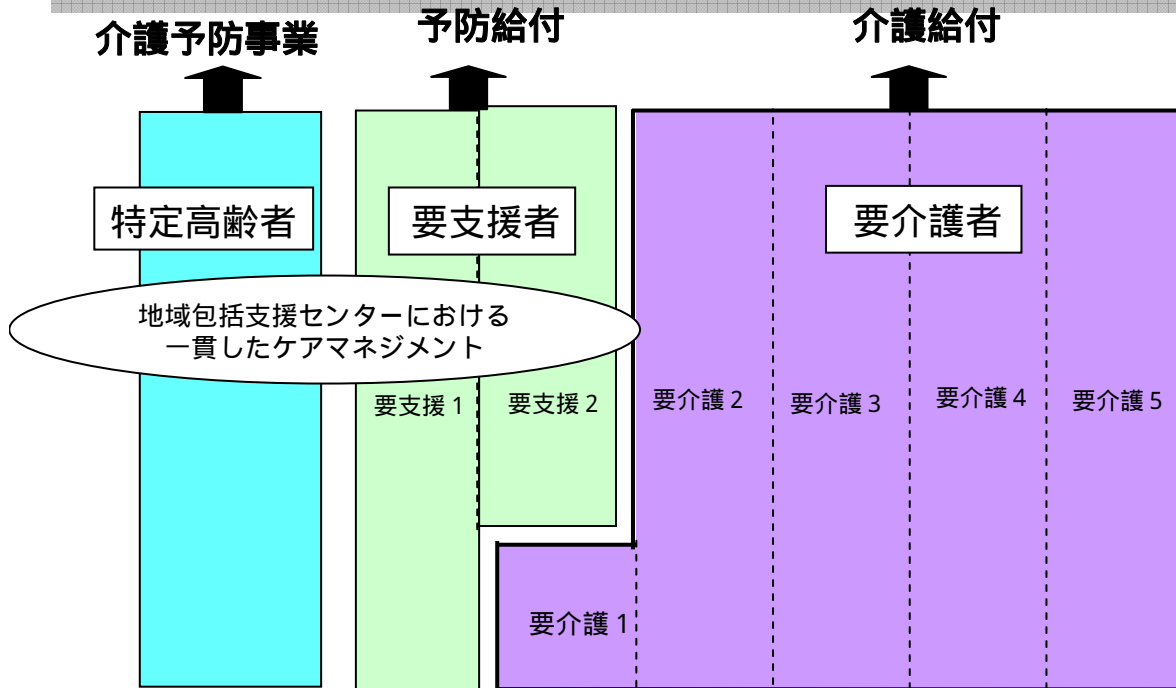 介護予防事業
予防給付
介護給付
特定高齢者
要支援者
要介護者
地域包括支援センターにおける
一貫したケアマネジメント
要支援1
要支援2
要介護2
要介護3
要介護4
要介護5
要介護1